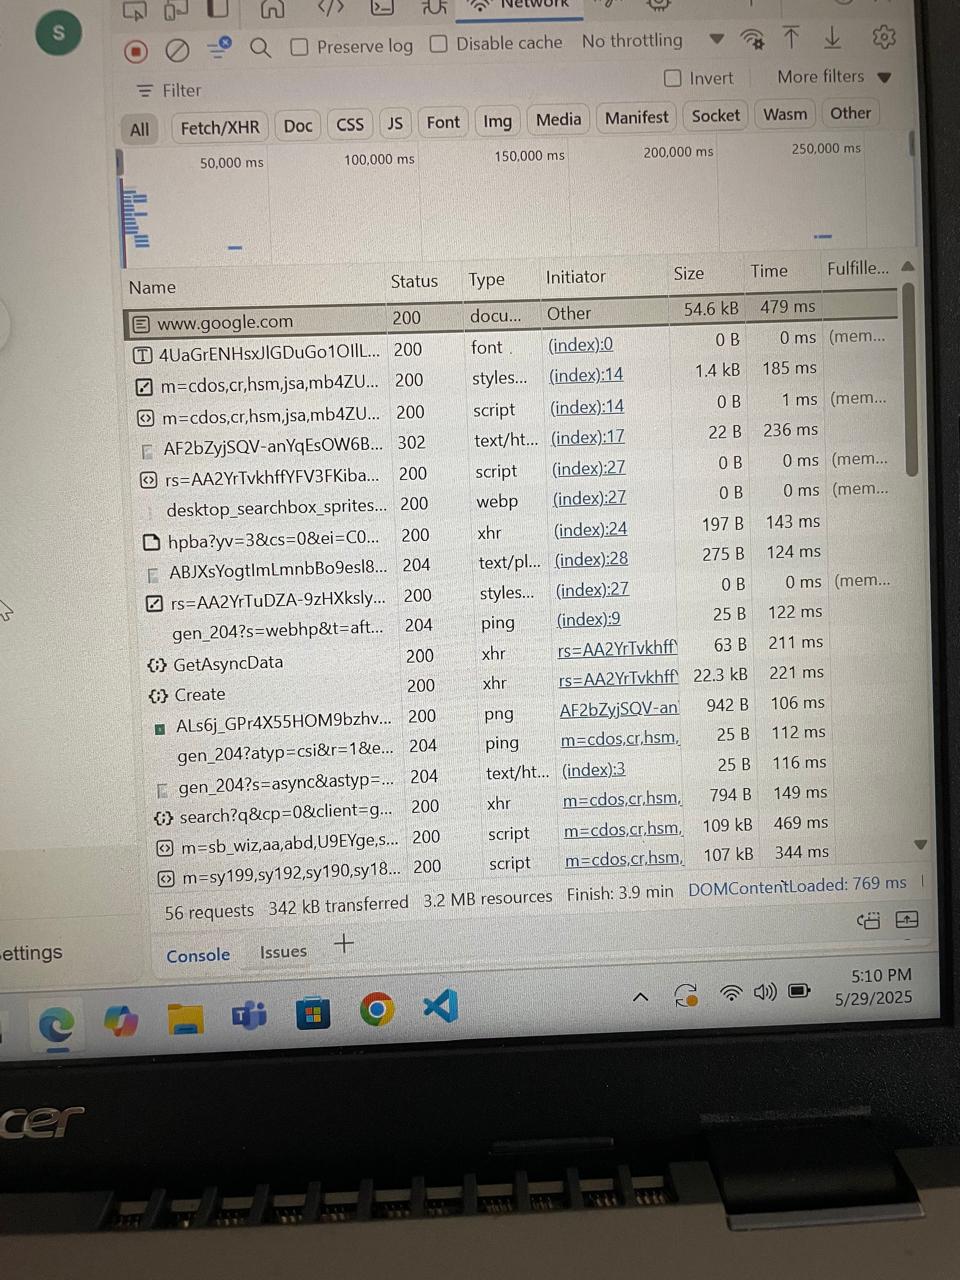 S
Network
Preserve log Disable cache No throttling
Filter Invert More filters
All Fetch/XHR Doc CSS JS Font Img Media Manifest Socket Wasm Other
50,000 ms 100,000 ms 150,000 ms 200,000 ms 250,000 ms
Name Status Type Initiator Size Time Fulfille...
www.google.com 200 docu... Other 54.6 kB 479 ms
4UaGrENHsxJlGDuGo1OIlL... 200 font (index):0 0 B 0 ms (mem...
m=cdos,cr,hsm,jsa,mb4ZU... 200 styles... (index):14 1.4 kB 185 ms
m=cdos,cr,hsm,jsa,mb4ZU... 200 script (index):14 0 B 1 ms (mem...
AF2bZyjSQV-anYqEsOW6B... 302 text/ht... (index):17 22 B 236 ms
rs=AA2YrTvkhffYFV3FKiba... 200 script (index):27 0 B 0 ms (mem...
desktop_searchbox_sprites... 200 webp (index):27 0 B 0 ms (mem...
hpba?yv=3&cs=0&ei=C0... 200 xhr (index):24 197 B 143 ms
ABJXsYogtImLmnbBo9esl8... 204 text/pl... (index):28 275 B 124 ms
rs=AA2YrTuDZA-9zHXksly... 200 styles... (index):27 0 B 0 ms (mem...
gen_204?s=webhp&t=aft... 204 ping (index):9 25 B 122 ms
GetAsyncData 200 xhr rs=AA2YrTvkhffY 63 B 211 ms
Create 200 xhr rs=AA2YrTvkhffY 22.3 kB 221 ms
ALs6j_GPr4X55HOM9bzhv... 200 png AF2bZyjSQV-an 942 B 106 ms
gen_204?atyp=csi&r=1&e... 204 ping m=cdos,cr,hsm, 25 B 112 ms
gen_204?s=async&astyp=... 204 text/ht... (index):3 25 B 116 ms
search?q&cp=0&client=g... 200 xhr m=cdos,cr,hsm, 794 B 149 ms
m=sb_wiz,aa,abd,U9EYge,s... 200 script m=cdos,cr,hsm, 109 kB 469 ms
m=sy199,sy192,sy190,sy18... 200 script m=cdos,cr,hsm, 107 kB 344 ms
56 requests 342 kB transferred 3.2 MB resources Finish: 3.9 min DOMContentLoaded: 769 ms
ettings
Console Issues
5:10 PM
5/29/2025
cer